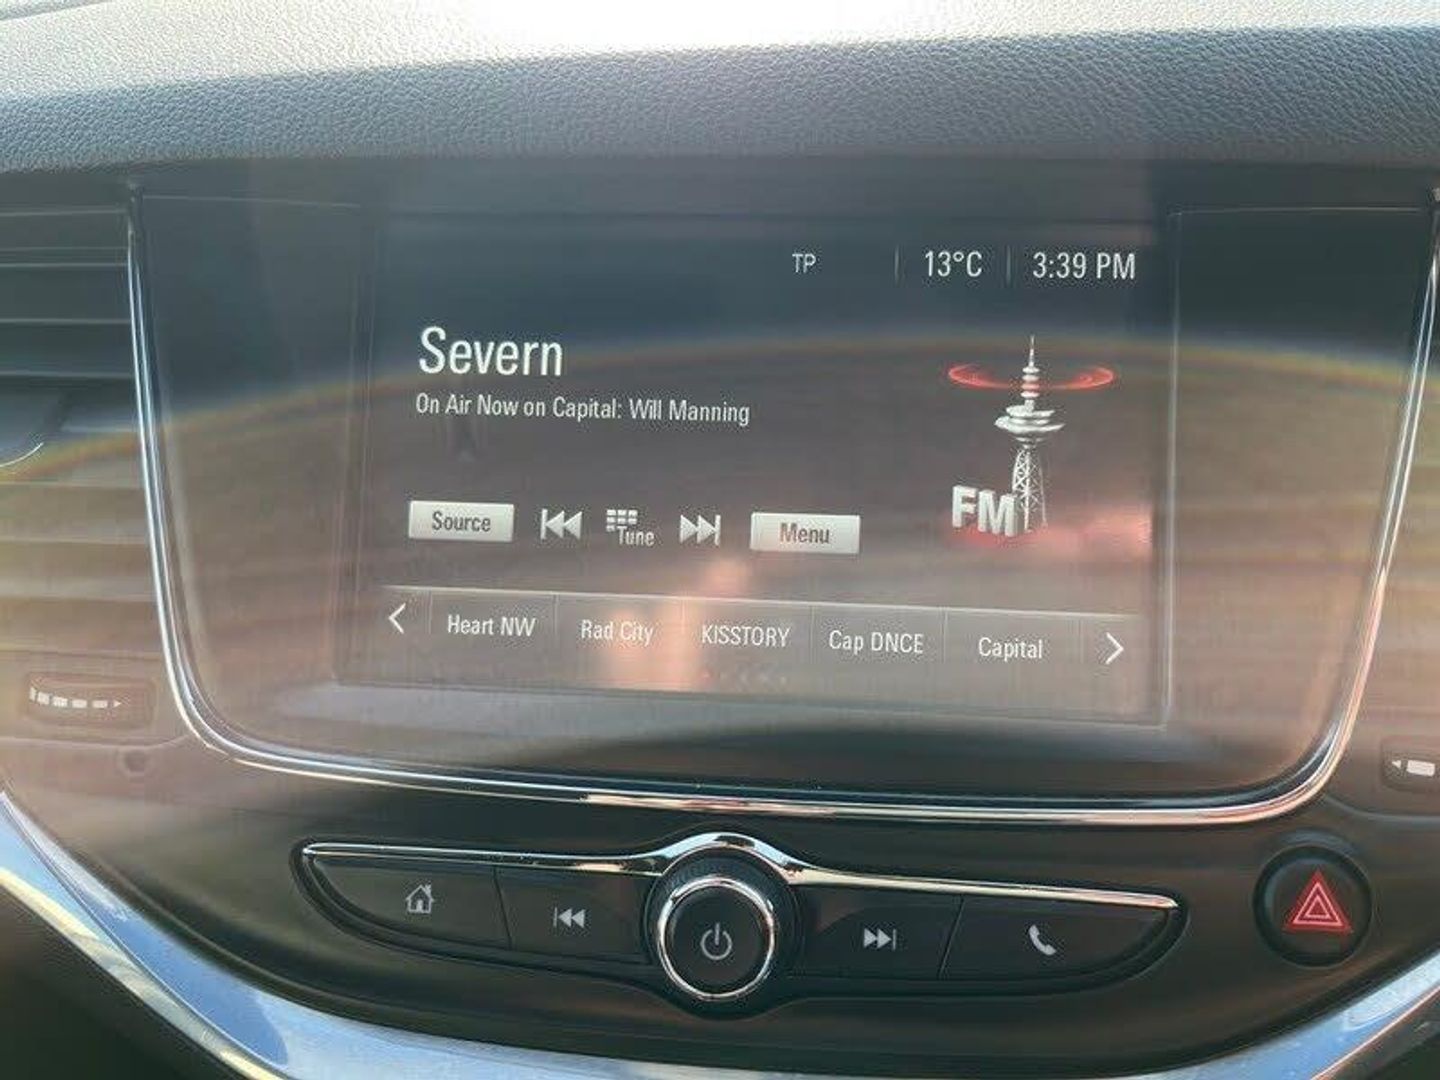 TP 13°C 3:39 PM
Severn
On Air Now on Capital: Will Manning
Source Tune Menu
FM
Heart NW Rad City KISSTORY Cap DNCE Capital